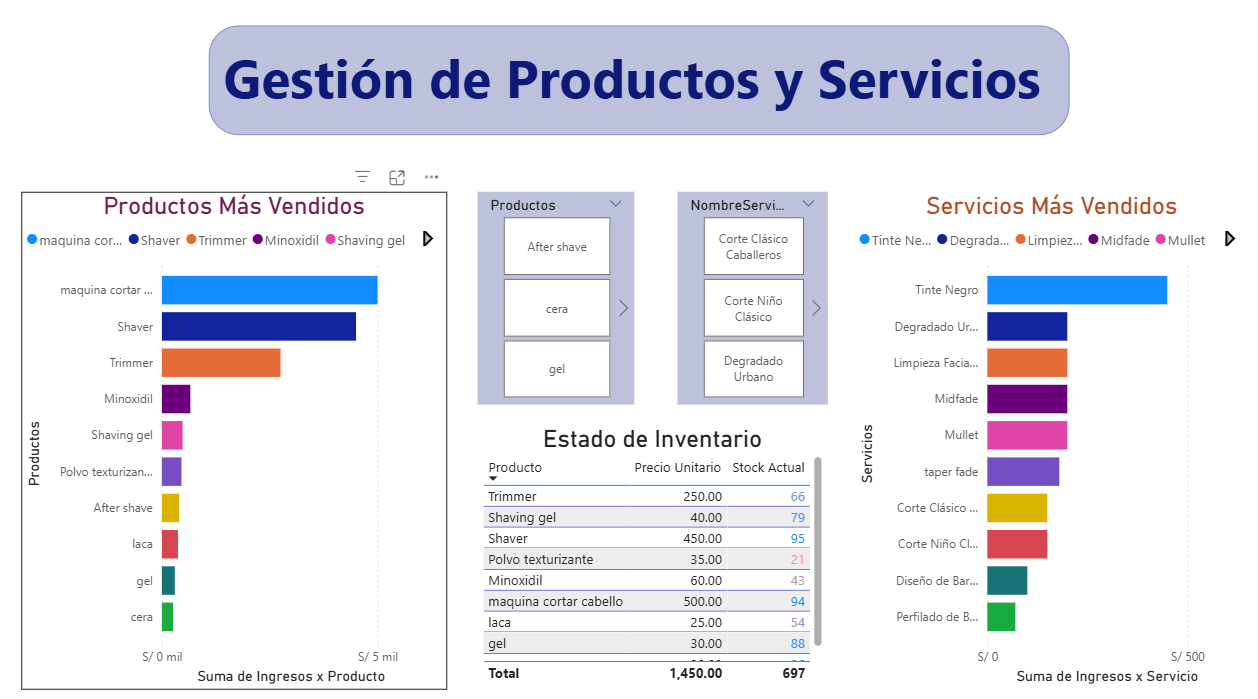 Gestión de Productos y Servicios
Productos Más Vendidos
maquina cor... Shaver Trimmer Minoxidil Shaving gel
Productos
maquina cortar ...
Shaver
Trimmer
Minoxidil
Shaving gel
Polvo texturizan...
After shave
laca
gel
cera
S/ 0 mil S/ 5 mil
Suma de Ingresos x Producto
Productos
After shave
cera
gel
NombreServi...
Corte Clásico
Caballeros
Corte Niño
Clásico
Degradado
Urbano
Estado de Inventario
Producto Precio Unitario Stock Actual
Trimmer 250.00 66
Shaving gel 40.00 79
Shaver 450.00 95
Polvo texturizante 35.00 21
Minoxidil 60.00 43
maquina cortar cabello 500.00 94
laca 25.00 54
gel 30.00 88
Total 1,450.00 697
Servicios Más Vendidos
Tinte Ne... Degrada... Limpiez... Midfade Mullet
Servicios
Tinte Negro
Degradado Ur...
Limpieza Facia...
Midfade
Mullet
taper fade
Corte Clásico ...
Corte Niño Cl...
Diseño de Bar...
Perfilado de B...
S/ 0 S/ 500
Suma de Ingresos x Servicio